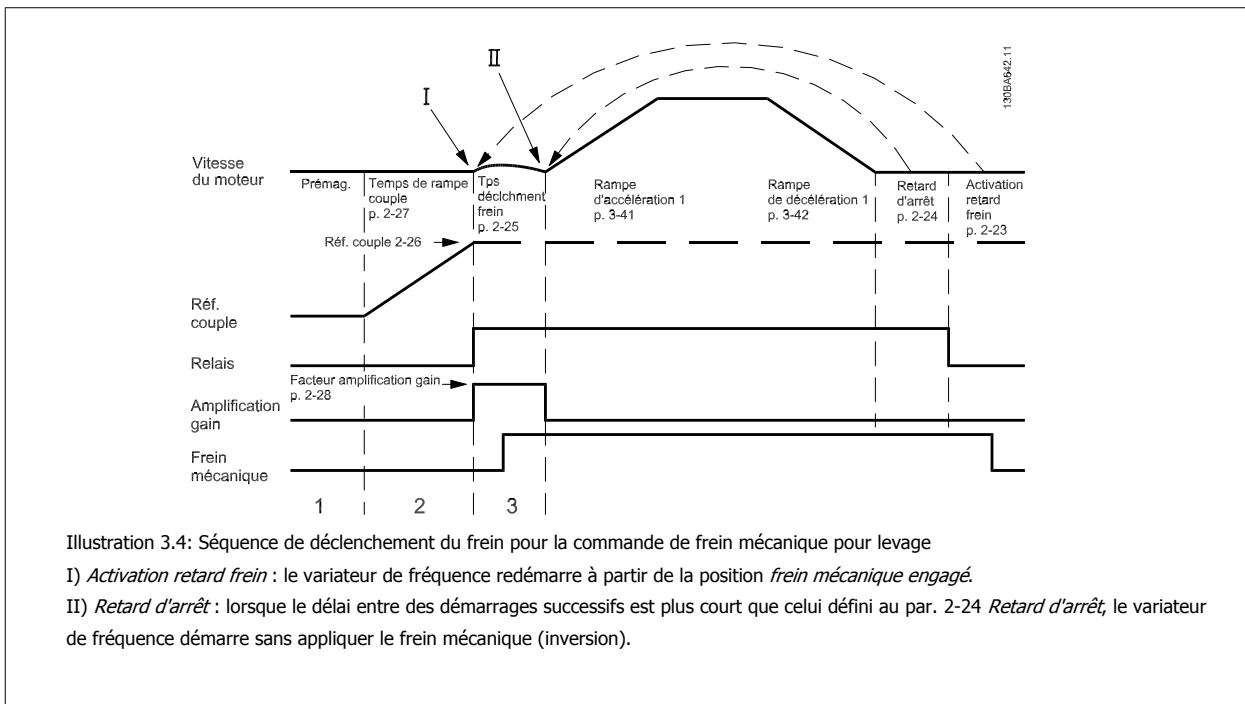 130BA642.11
II
I
Vitesse
du moteur
Prémag.
Temps de rampe
couple
p. 2-27
Tps
déclchment
frein
p. 2-25
Rampe
d'accélération 1
p. 3-41
Rampe
de décélération 1
p. 3-42
Retard
d'arrêt
p. 2-24
Activation
retard
frein
p. 2-23
Réf. couple 2-26
Réf.
couple
Relais
Facteur amplification gain
p. 2-28
Amplification
gain
Frein
mécanique
1 2 3
Illustration 3.4: Séquence de déclenchement du frein pour la commande de frein mécanique pour levage
I) Activation retard frein : le variateur de fréquence redémarre à partir de la position frein mécanique engagé.
II) Retard d'arrêt : lorsque le délai entre des démarrages successifs est plus court que celui défini au par. 2-24 Retard d'arrêt, le variateur
de fréquence démarre sans appliquer le frein mécanique (inversion).